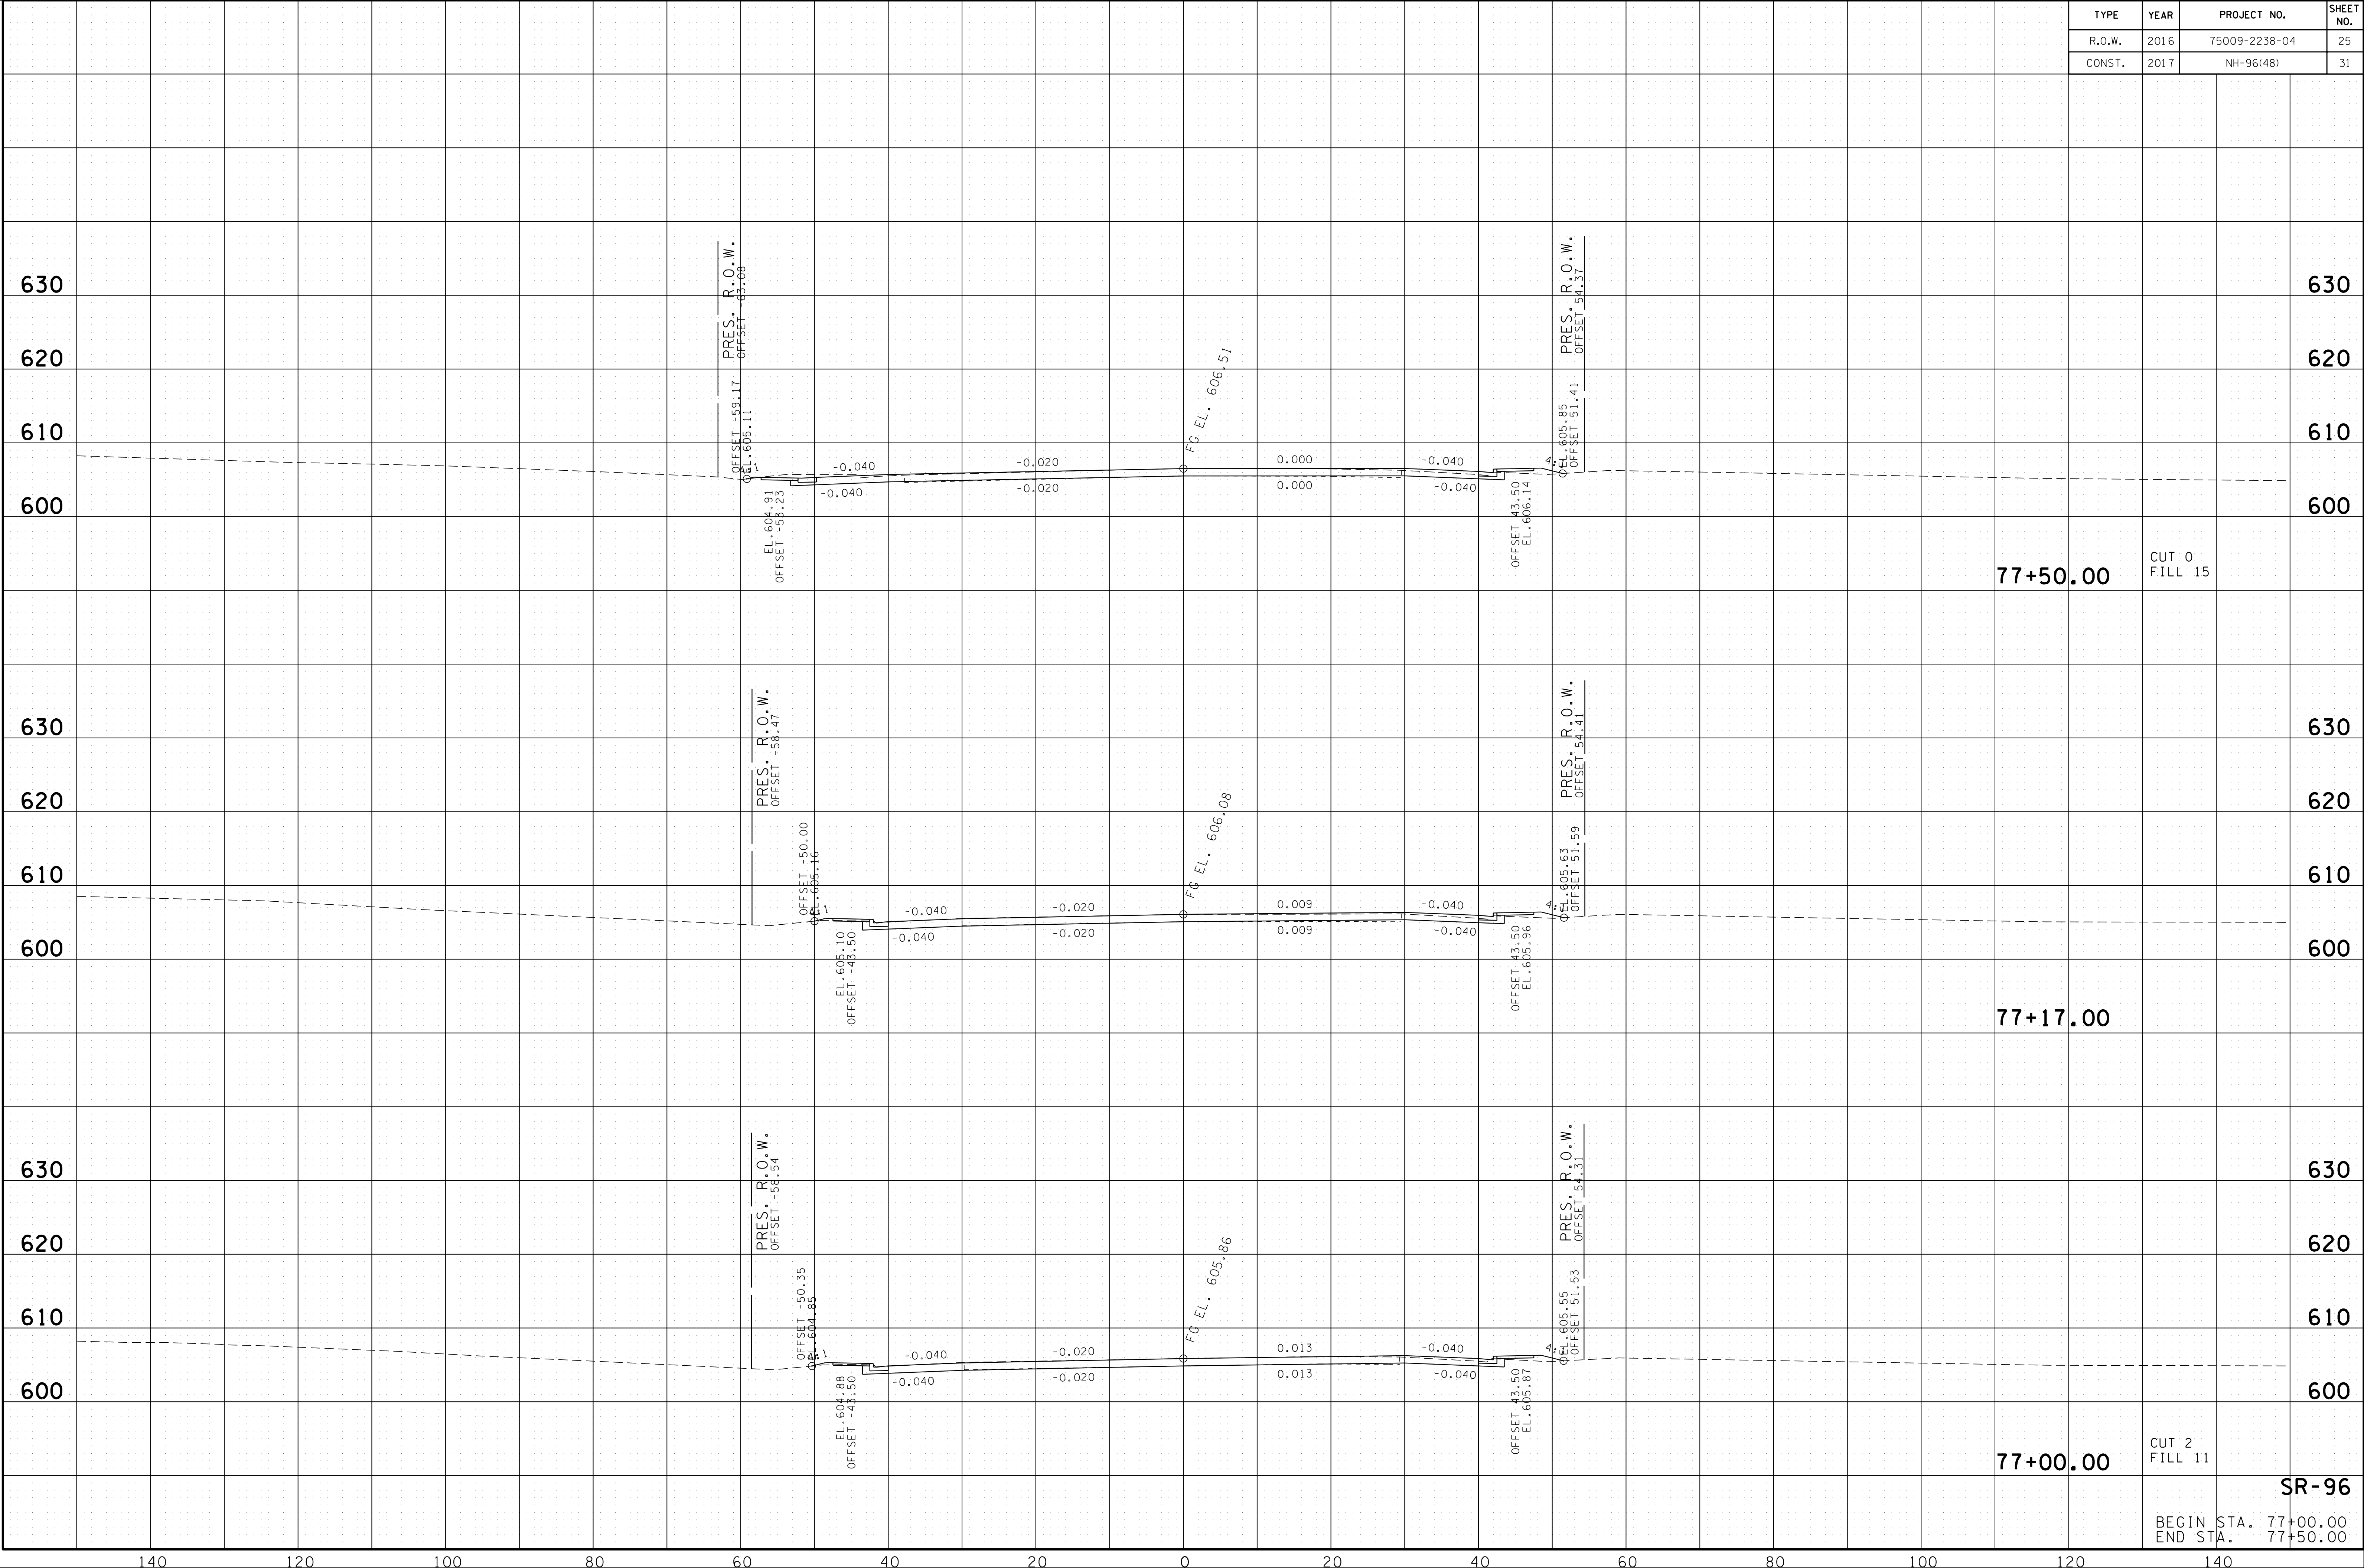 TYPE YEAR PROJECT NO. SHEET NO.
R.O.W. 2016 75009-2238-04 25
CONST. 2017 NH-96(48) 31
630 630
620 620
610 610
600 600
PRES. R.O.W.
OFFSET -63.08
OFFSET -59.17
EL.605.11
-0.040
-0.020
FG EL. 606.51
0.000
-0.040
PRES. R.O.W.
OFFSET 54.37
EL.605.85
OFFSET 51.41
-0.040
-0.020
0.000
-0.040
EL.604.91
OFFSET -53.23
OFFSET 43.50
EL.606.14
77+50.00
CUT 0
FILL 15
630 630
620 620
610 610
600 600
PRES. R.O.W.
OFFSET -58.47
OFFSET -50.00
EL.605.16
-0.040
-0.020
FG EL. 606.08
0.009
-0.040
PRES. R.O.W.
OFFSET 54.41
EL.605.63
OFFSET 51.59
-0.040
-0.020
0.009
-0.040
EL.605.10
OFFSET -43.50
OFFSET 43.50
EL.605.96
77+17.00
630 630
620 620
610 610
600 600
PRES. R.O.W.
OFFSET -58.54
OFFSET -50.35
EL.604.85
-0.040
-0.020
FG EL. 605.86
0.013
-0.040
PRES. R.O.W.
OFFSET 54.31
EL.605.55
OFFSET 51.53
-0.040
-0.020
0.013
-0.040
EL.604.88
OFFSET -43.50
OFFSET 43.50
EL.605.87
77+00.00
CUT 2
FILL 11
SR-96
BEGIN STA. 77+00.00
END STA. 77+50.00
140 120 100 80 60 40 20 0 20 40 60 80 100 120 140